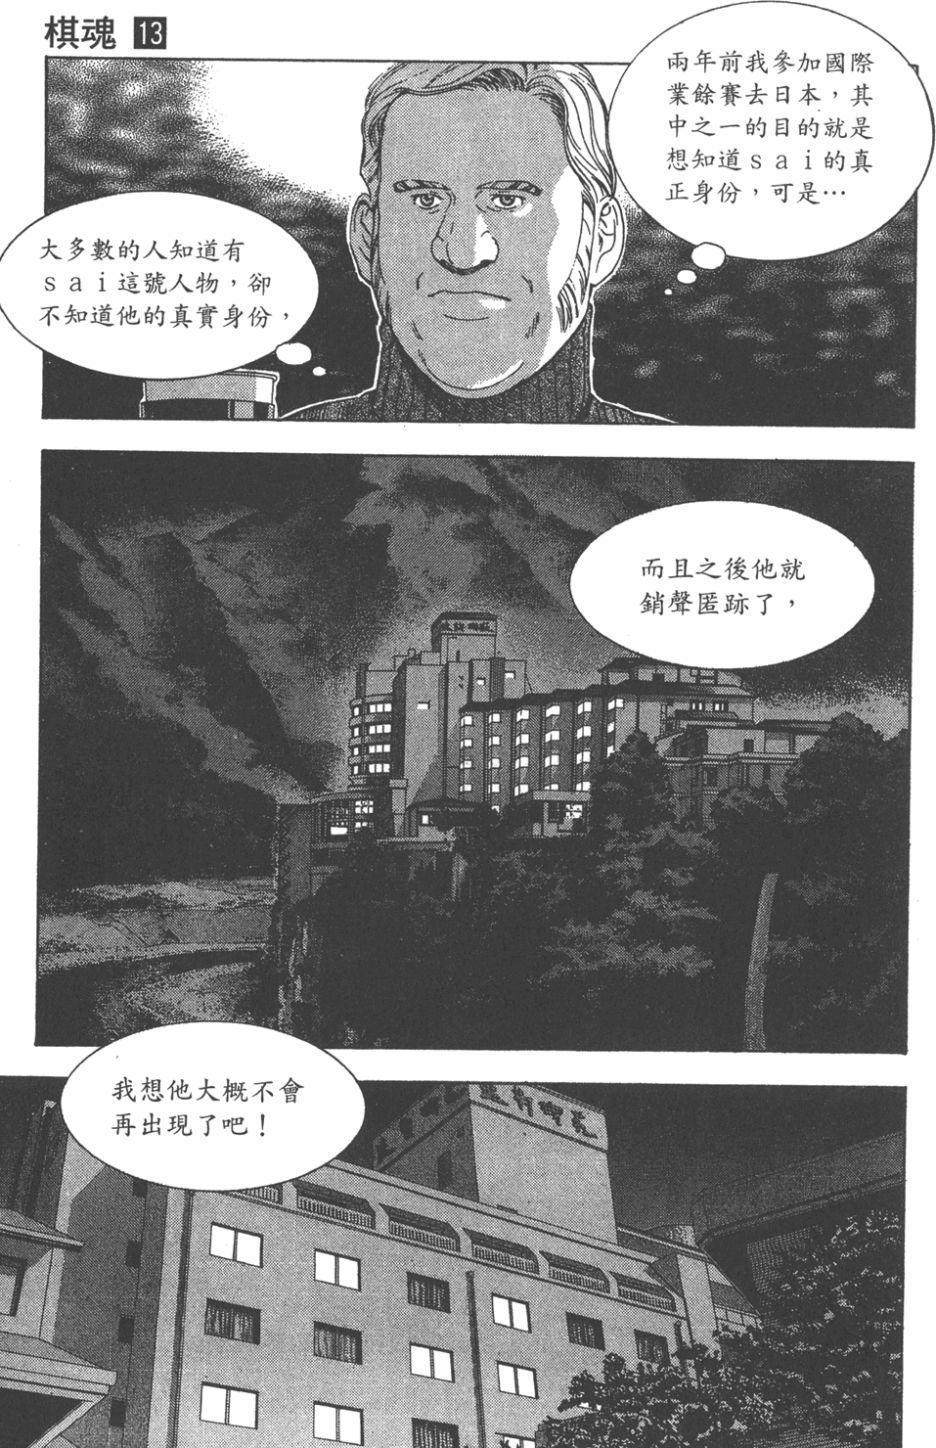 棋魂 13
兩年前我參加國際
業餘賽去日本，其
中之一的目的就是
想知道ｓａｉ的真
正身份，可是…
大多數的人知道有
ｓａｉ這號人物，卻
不知道他的真實身份，
而且之後他就
銷聲匿跡了，
我想他大概不會
再出現了吧！